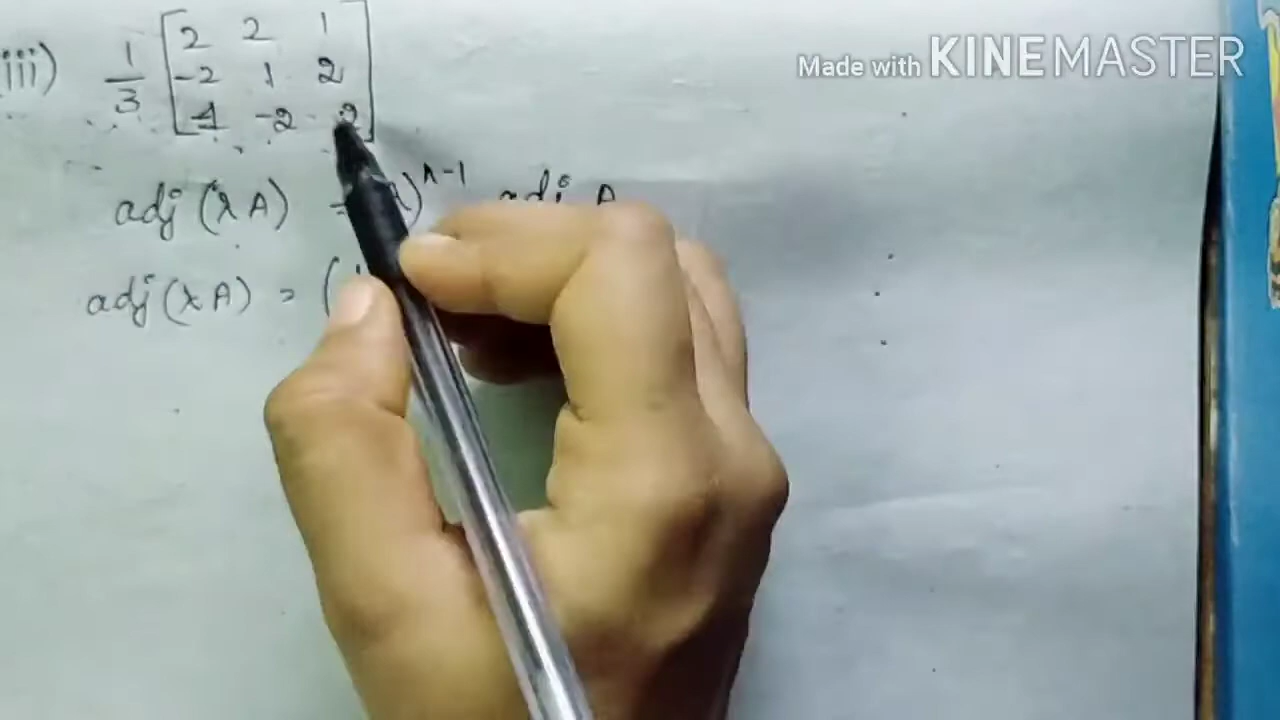 Made with KINEMASTER
iii) 1/3 [2 2 1
-2 1 2
4 -2 2]
adj (λA) = )^(n-1) adj A
adj (λA) = (